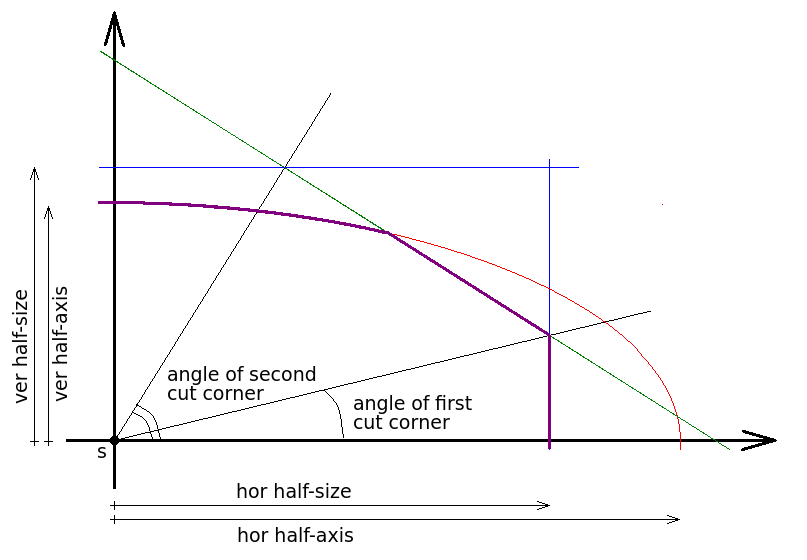 ver half-size
ver half-axis
angle of second
cut corner
angle of first
cut corner
s
hor half-size
hor half-axis